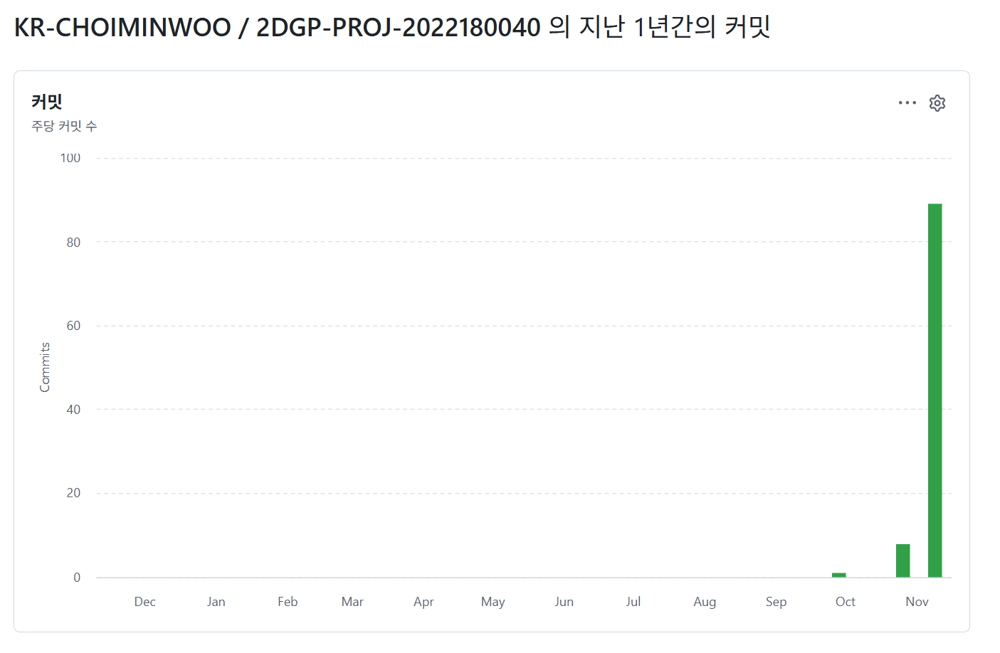 KR-CHOIMINWOO / 2DGP-PROJ-2022180040 의 지난 1년간의 커밋
커밋
주당 커밋 수
100
80
60
40
20
0
Commits
Dec Jan Feb Mar Apr May Jun Jul Aug Sep Oct Nov